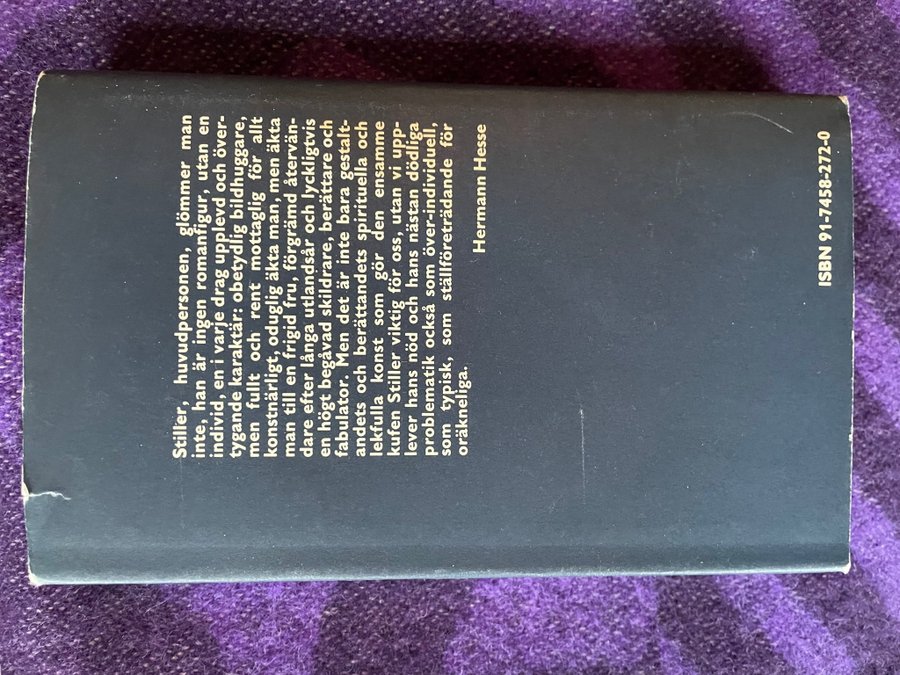 Stiller, huvudpersonen, glömmer man
inte, han är ingen romanfigur, utan en
individ, en i varje drag upplevd och över-
tygande karaktär: obetydlig bildhuggare,
men fullt och rent mottaglig för allt
konstnärligt, oduglig äkta man, men äkta
man till en frigid fru, förgrämd återvän-
dare efter långa utlandsår och lyckligtvis
en högt begåvad skildrare, berättare och
fabulator. Men det är inte bara gestalt-
andets och berättandets spirituella och
lekfulla konst som gör den ensamme
kufen Stiller viktig för oss, utan vi upp-
lever hans nöd och hans nästan dödliga
problematik också som över-individuell,
som typisk, som ställföreträdande för
oräkneliga.
Hermann Hesse
ISBN 91-7458-272-0